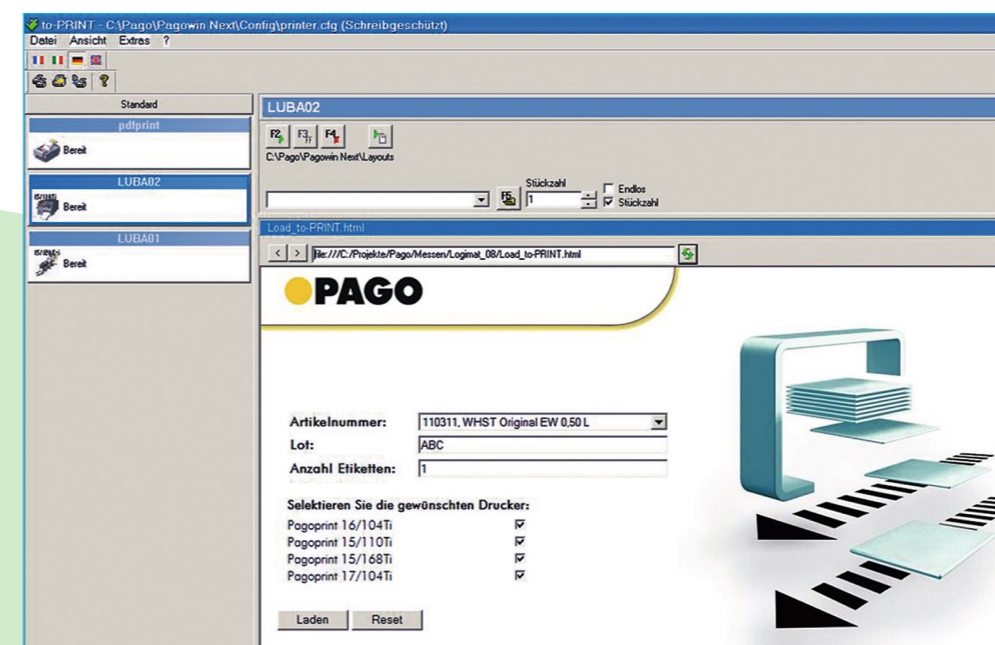 to-PRINT - C:\Pago\Pagowin Next\Config\printer.cfg (Schreibgeschützt)
Datei Ansicht Extras ?
Standard
pdfprint
Bereit
LUBA02
Bereit
LUBA01
Bereit
LUBA02
F2 F3 F4
C:\Pago\Pagowin Next\Layouts
Stückzahl
F5 1
Endlos
Stückzahl
Load_to-PRINT.html
< > file:///C:/Projekte/Pago/Messen/Logimat_08/Load_to-PRINT.html
PAGO
Artikelnummer: 110311, WHST Original EW 0,50 L
Lot: ABC
Anzahl Etiketten: 1
Selektieren Sie die gewünschten Drucker:
Pagoprint 16/104Ti
Pagoprint 15/110Ti
Pagoprint 15/168Ti
Pagoprint 17/104Ti
Laden Reset